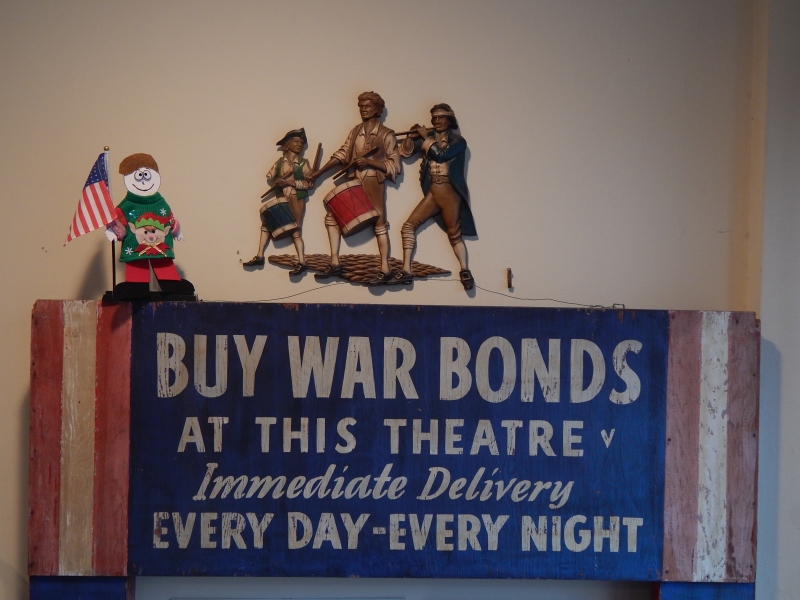 BUY WAR BONDS
AT THIS THEATRE
Immediate Delivery
EVERY DAY-EVERY NIGHT